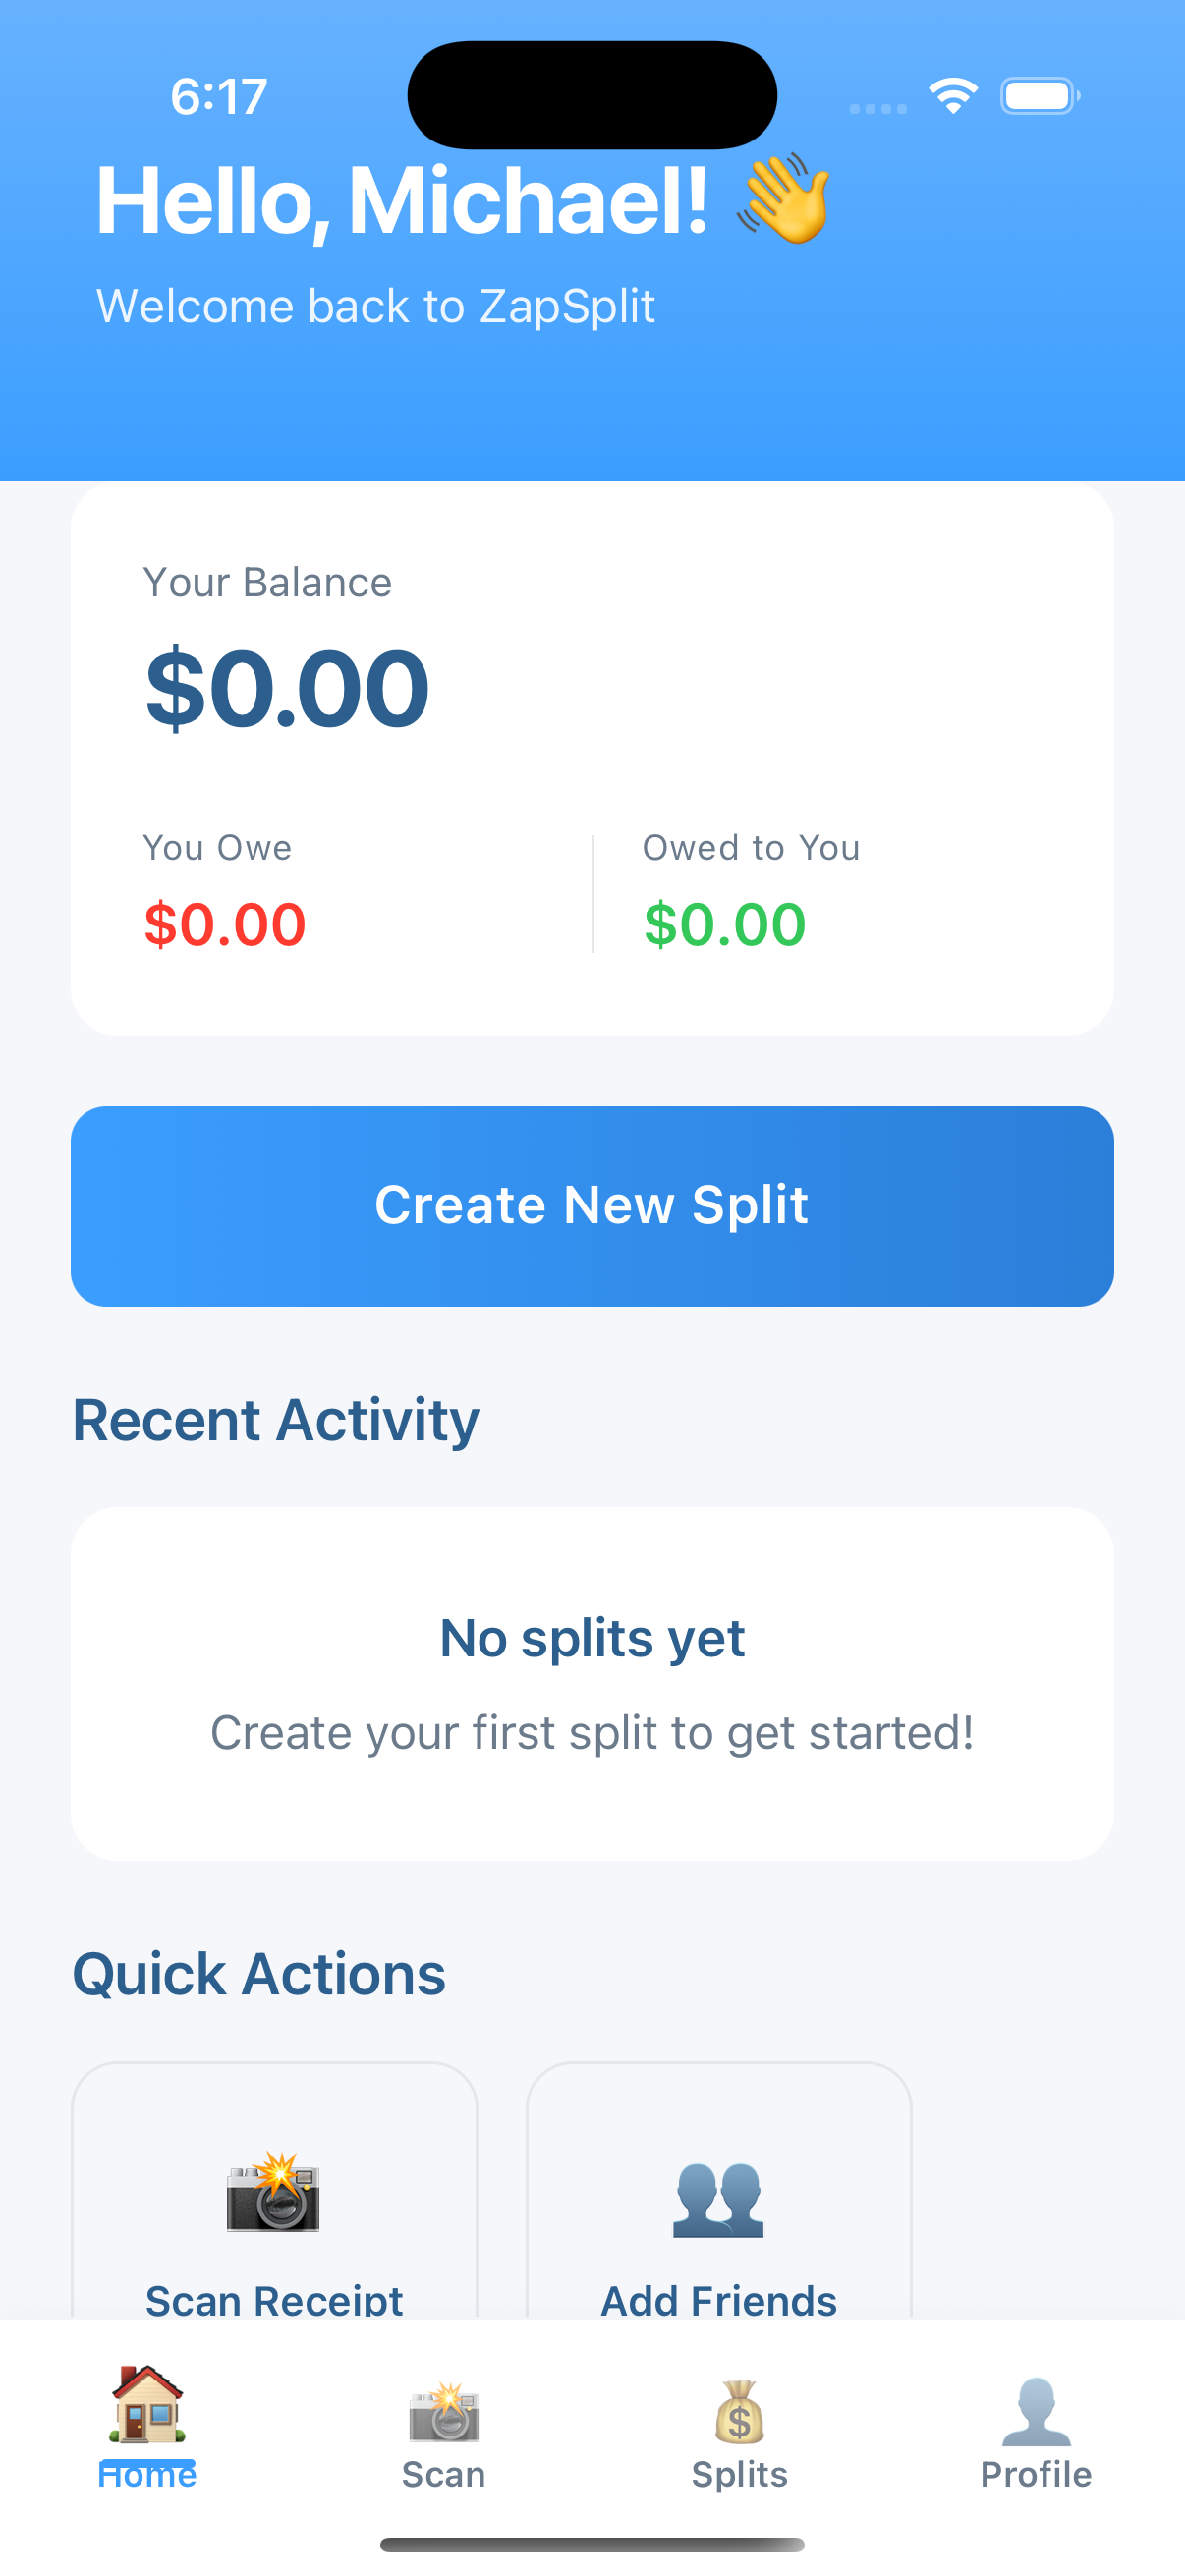 6:17
Hello, Michael! 👋
Welcome back to ZapSplit
Your Balance
$0.00
You Owe
Owed to You
$0.00
$0.00
Create New Split
Recent Activity
No splits yet
Create your first split to get started!
Quick Actions
Scan Receipt
Add Friends
Home
Scan
Splits
Profile